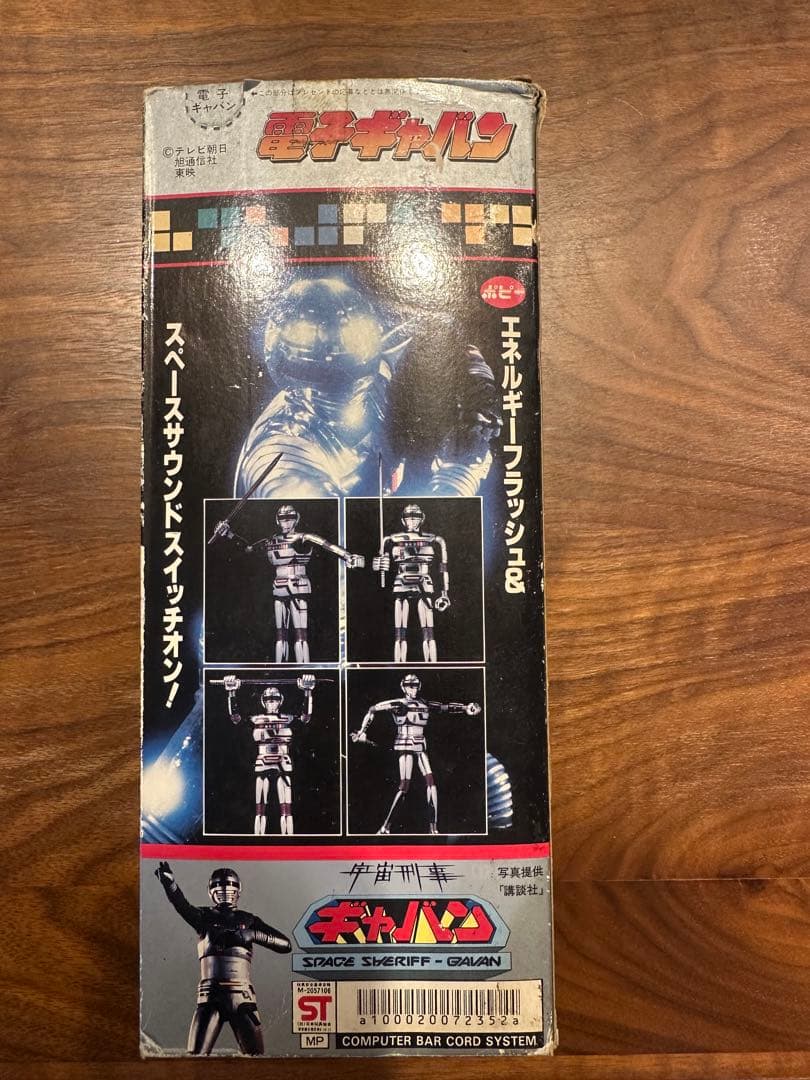 電子
ギャバン
©テレビ朝日
旭通信社
東映
電子ギャバン
ポピー
エネルギーフラッシュ&
スペースサウンドスイッチオン!
宇宙刑事
ギャバン
SPACE SHERIFF-GAVAN
写真提供
「講談社」
M-2057106
ST
MP
a100020072352a
COMPUTER BAR CORD SYSTEM